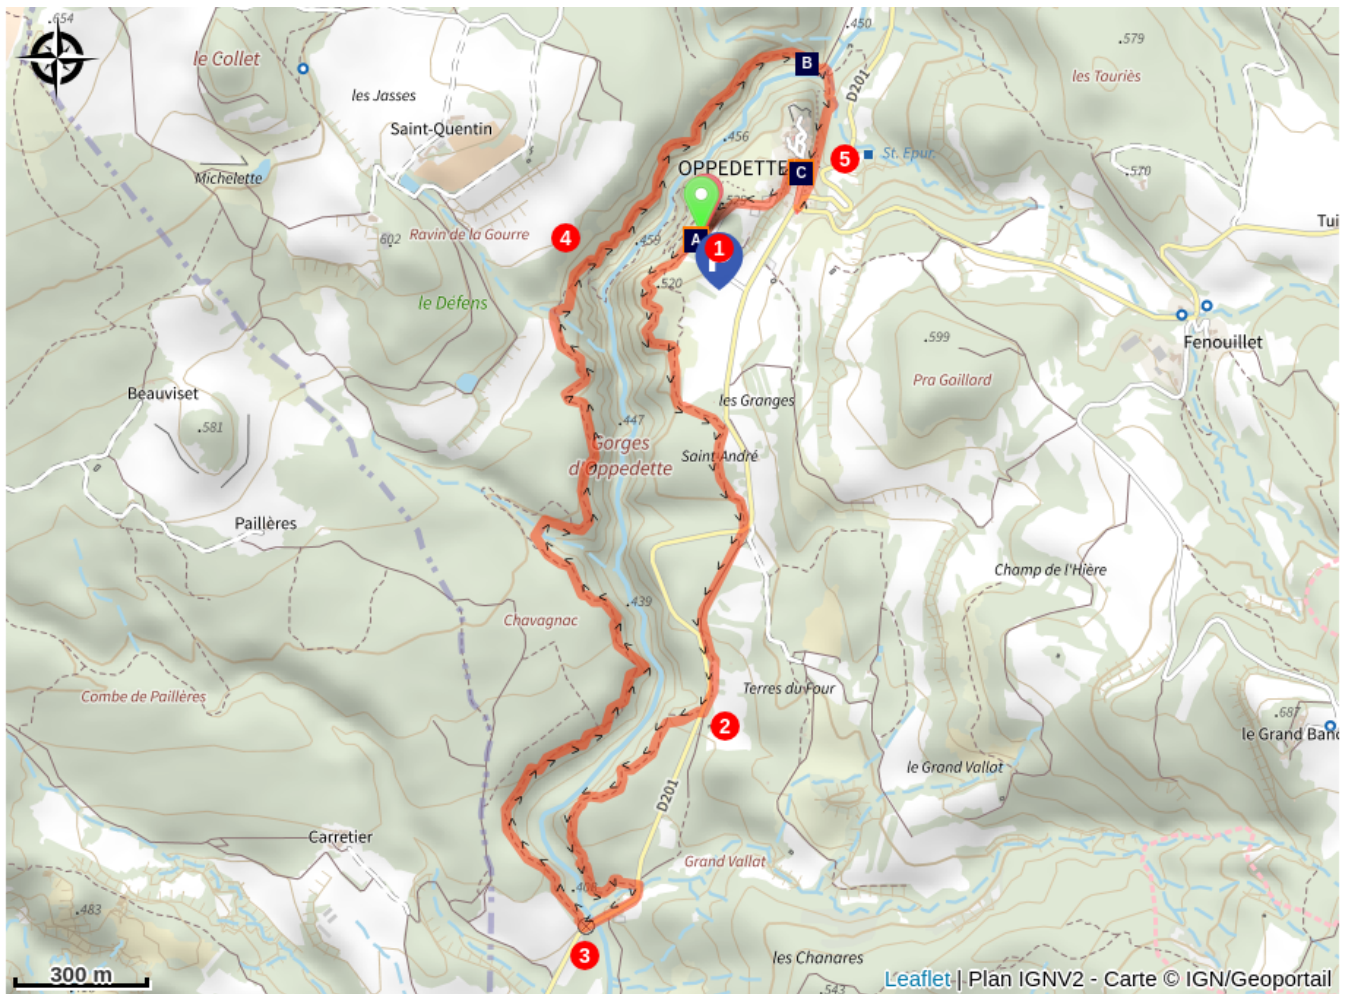 .654
.450
.579
le Collet
les Tauriès
D201
les Jasses
Saint-Quentin
.456
B
5
St. Epur.
OPPEDETTE
C
.570
Michelette
Tui
Ravin de la Gourre
602
4
.459
A
1
.520
le Défens
.599
Fenouillet
Beauviset
Pra Gaillard
les Granges
.581
.447
Gorges
d'Oppedette
Saint-André
Paillères
Champ de l'Hière
.439
Chavagnac
Combe de Paillères
Terres du Four
2
.687
le Grand Banc
le Grand Vallat
D201
Carretier
Grand Vallat
.483
3
les Chanares
300 m
.543
Leaflet | Plan IGNV2 - Carte © IGN/Geoportail